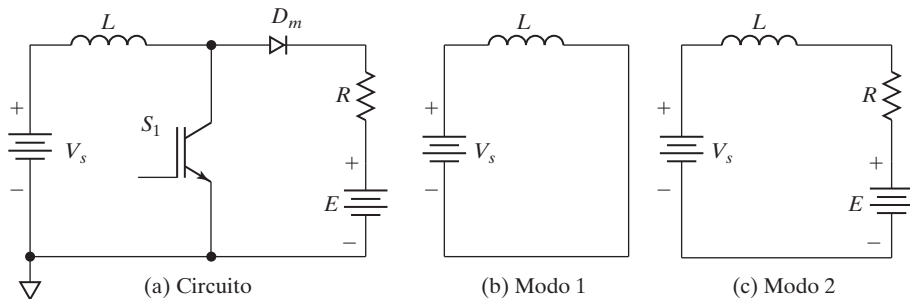 L
D_m
+
V_s
−
S_1
R
+
E
−
(a) Circuito
L
+
V_s
−
(b) Modo 1
L
+
V_s
−
R
+
E
−
(c) Modo 2